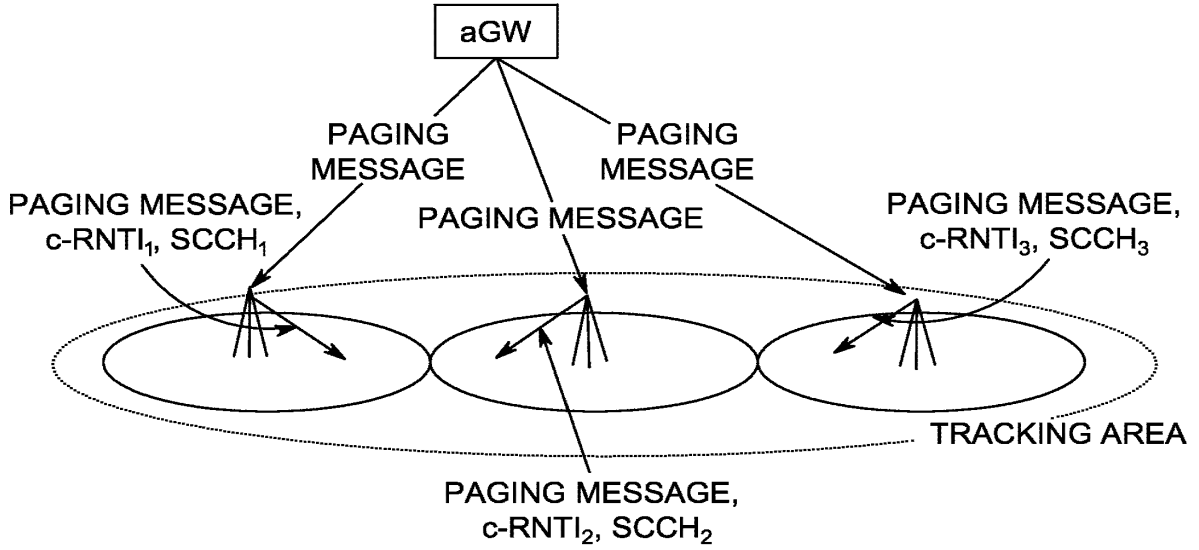 aGW
PAGING
MESSAGE
PAGING
MESSAGE
PAGING MESSAGE,
c-RNTI₁, SCCH₁
PAGING MESSAGE
PAGING MESSAGE,
c-RNTI₃, SCCH₃
TRACKING AREA
PAGING MESSAGE,
c-RNTI₂, SCCH₂